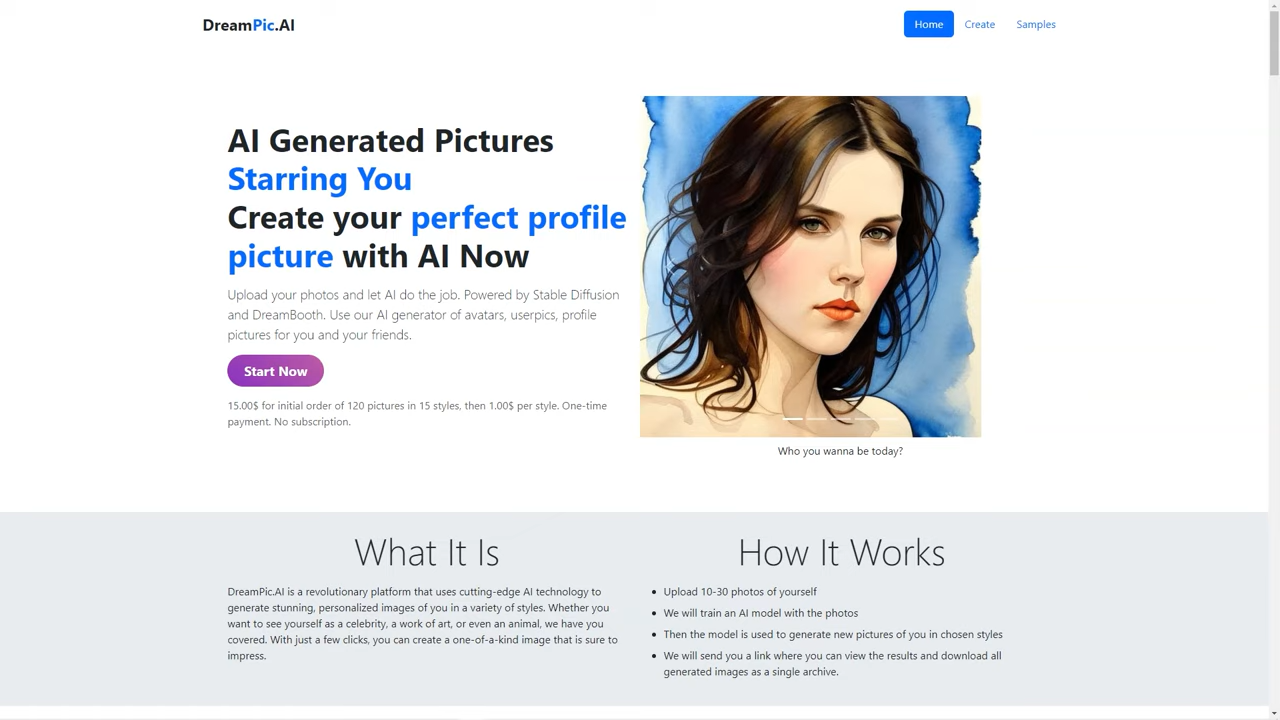 DreamPic.AI
Home
Create
Samples
AI Generated Pictures
Starring You
Create your perfect profile
picture with AI Now
Upload your photos and let AI do the job. Powered by Stable Diffusion
and DreamBooth. Use our AI generator of avatars, userpics, profile
pictures for you and your friends.
Start Now
15.00$ for initial order of 120 pictures in 15 styles, then 1.00$ per style. One-time
payment. No subscription.
Who you wanna be today?
What It Is
DreamPic.AI is a revolutionary platform that uses cutting-edge AI technology to
generate stunning, personalized images of you in a variety of styles. Whether you
want to see yourself as a celebrity, a work of art, or even an animal, we have you
covered. With just a few clicks, you can create a one-of-a-kind image that is sure to
impress.
How It Works
• Upload 10-30 photos of yourself
• We will train an AI model with the photos
• Then the model is used to generate new pictures of you in chosen styles
• We will send you a link where you can view the results and download all
generated images as a single archive.